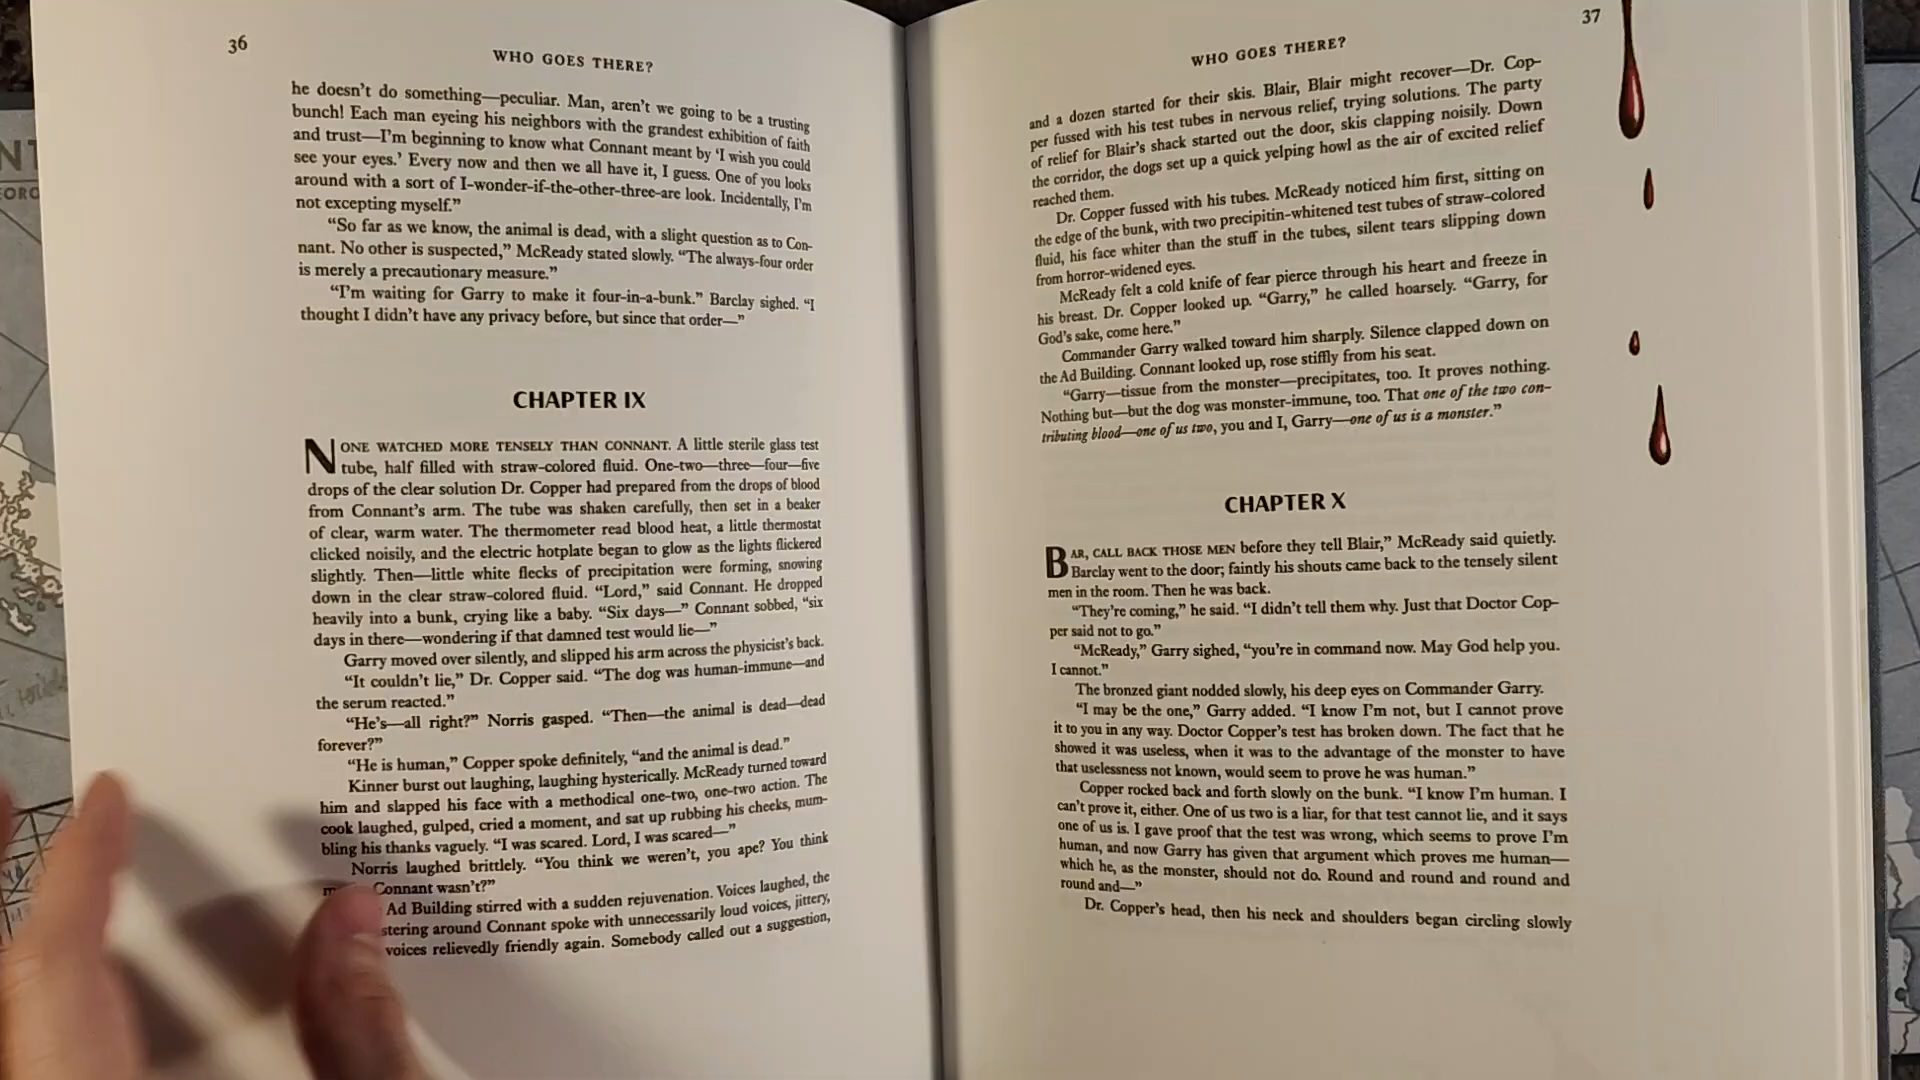 36
WHO GOES THERE?
he doesn't do something—peculiar. Man, aren't we going to be a trusting
bunch! Each man eyeing his neighbors with the grandest exhibition of faith
and trust—I'm beginning to know what Connant meant by 'I wish you could
see your eyes.' Every now and then we all have it, I guess. One of you looks
around with a sort of I-wonder-if-the-other-three-are look. Incidentally, I'm
not excepting myself."
"So far as we know, the animal is dead, with a slight question as to Con-
nant. No other is suspected," McReady stated slowly. "The always-four order
is merely a precautionary measure."
"I'm waiting for Garry to make it four-in-a-bunk." Barclay sighed. "I
thought I didn't have any privacy before, but since that order—"
CHAPTER IX
NONE WATCHED MORE TENSELY THAN CONNANT. A little sterile glass test
tube, half filled with straw-colored fluid. One-two—three—four—five
drops of the clear solution Dr. Copper had prepared from the drops of blood
from Connant's arm. The tube was shaken carefully, then set in a beaker
of clear, warm water. The thermometer read blood heat, a little thermostat
clicked noisily, and the electric hotplate began to glow as the lights flickered
slightly. Then—little white flecks of precipitation were forming, snowing
down in the clear straw-colored fluid. "Lord," said Connant. He dropped
heavily into a bunk, crying like a baby. "Six days—" Connant sobbed, "six
days in there—wondering if that damned test would lie—"
Garry moved over silently, and slipped his arm across the physicist's back.
"It couldn't lie," Dr. Copper said. "The dog was human-immune—and
the serum reacted."
"He's—all right?" Norris gasped. "Then—the animal is dead—dead
forever?"
"He is human," Copper spoke definitely, "and the animal is dead."
Kinner burst out laughing, laughing hysterically. McReady turned toward
him and slapped his face with a methodical one-two, one-two action. The
cook laughed, gulped, cried a moment, and sat up rubbing his cheeks, mum-
bling his thanks vaguely. "I was scared. Lord, I was scared—"
Norris laughed brittlely. "You think we weren't, you ape? You think
Connant wasn't?"
Ad Building stirred with a sudden rejuvenation. Voices laughed, the
stering around Connant spoke with unnecessarily loud voices, jittery,
voices relievedly friendly again. Somebody called out a suggestion,
37
WHO GOES THERE?
and a dozen started for their skis. Blair, Blair might recover—Dr. Cop-
per fussed with his test tubes in nervous relief, trying solutions. The party
of relief for Blair's shack started out the door, skis clapping noisily. Down
the corridor, the dogs set up a quick yelping howl as the air of excited relief
reached them.
Dr. Copper fussed with his tubes. McReady noticed him first, sitting on
the edge of the bunk, with two precipitin-whitened test tubes of straw-colored
fluid, his face whiter than the stuff in the tubes, silent tears slipping down
from horror-widened eyes.
McReady felt a cold knife of fear pierce through his heart and freeze in
his breast. Dr. Copper looked up. "Garry," he called hoarsely. "Garry, for
God's sake, come here."
Commander Garry walked toward him sharply. Silence clapped down on
the Ad Building. Connant looked up, rose stiffly from his seat.
"Garry—tissue from the monster—precipitates, too. It proves nothing.
Nothing but—but the dog was monster-immune, too. That one of the two con-
tributing blood—one of us two, you and I, Garry—one of us is a monster."
CHAPTER X
BAR, CALL BACK THOSE MEN before they tell Blair," McReady said quietly.
Barclay went to the door; faintly his shouts came back to the tensely silent
men in the room. Then he was back.
"They're coming," he said. "I didn't tell them why. Just that Doctor Cop-
per said not to go."
"McReady," Garry sighed, "you're in command now. May God help you.
I cannot."
The bronzed giant nodded slowly, his deep eyes on Commander Garry.
"I may be the one," Garry added. "I know I'm not, but I cannot prove
it to you in any way. Doctor Copper's test has broken down. The fact that he
showed it was useless, when it was to the advantage of the monster to have
that uselessness not known, would seem to prove he was human."
Copper rocked back and forth slowly on the bunk. "I know I'm human. I
can't prove it, either. One of us two is a liar, for that test cannot lie, and it says
one of us is. I gave proof that the test was wrong, which seems to prove I'm
human, and now Garry has given that argument which proves me human—
which he, as the monster, should not do. Round and round and round and
round and—"
Dr. Copper's head, then his neck and shoulders began circling slowly